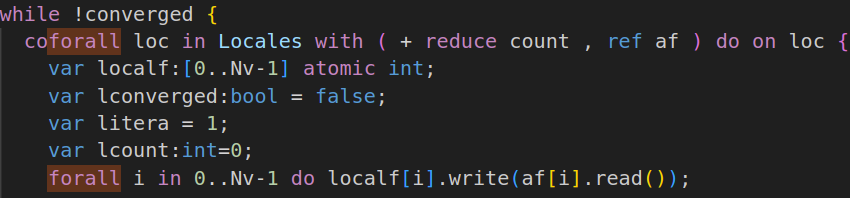 while !converged {
coforall loc in Locales with ( + reduce count , ref af ) do on loc {
var localf:[0..Nv-1] atomic int;
var lconverged:bool = false;
var litera = 1;
var lcount:int=0;
forall i in 0..Nv-1 do localf[i].write(af[i].read());